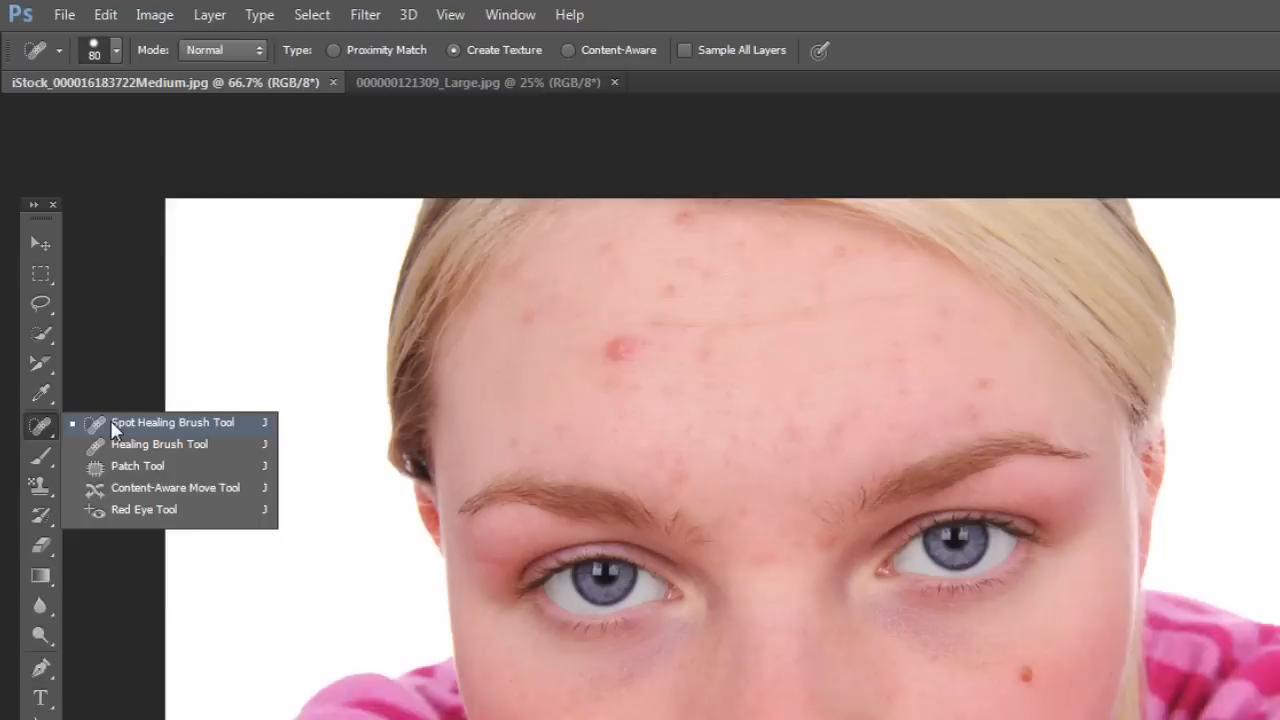 Ps File Edit Image Layer Type Select Filter 3D View Window Help
80 Mode: Normal Type: Proximity Match Create Texture Content-Aware Sample All Layers
iStock_000016183722Medium.jpg @ 66.7% (RGB/8*) × 000000121309_Large.jpg @ 25% (RGB/8*) ×
Spot Healing Brush Tool J
Healing Brush Tool J
Patch Tool J
Content-Aware Move Tool J
Red Eye Tool J
T